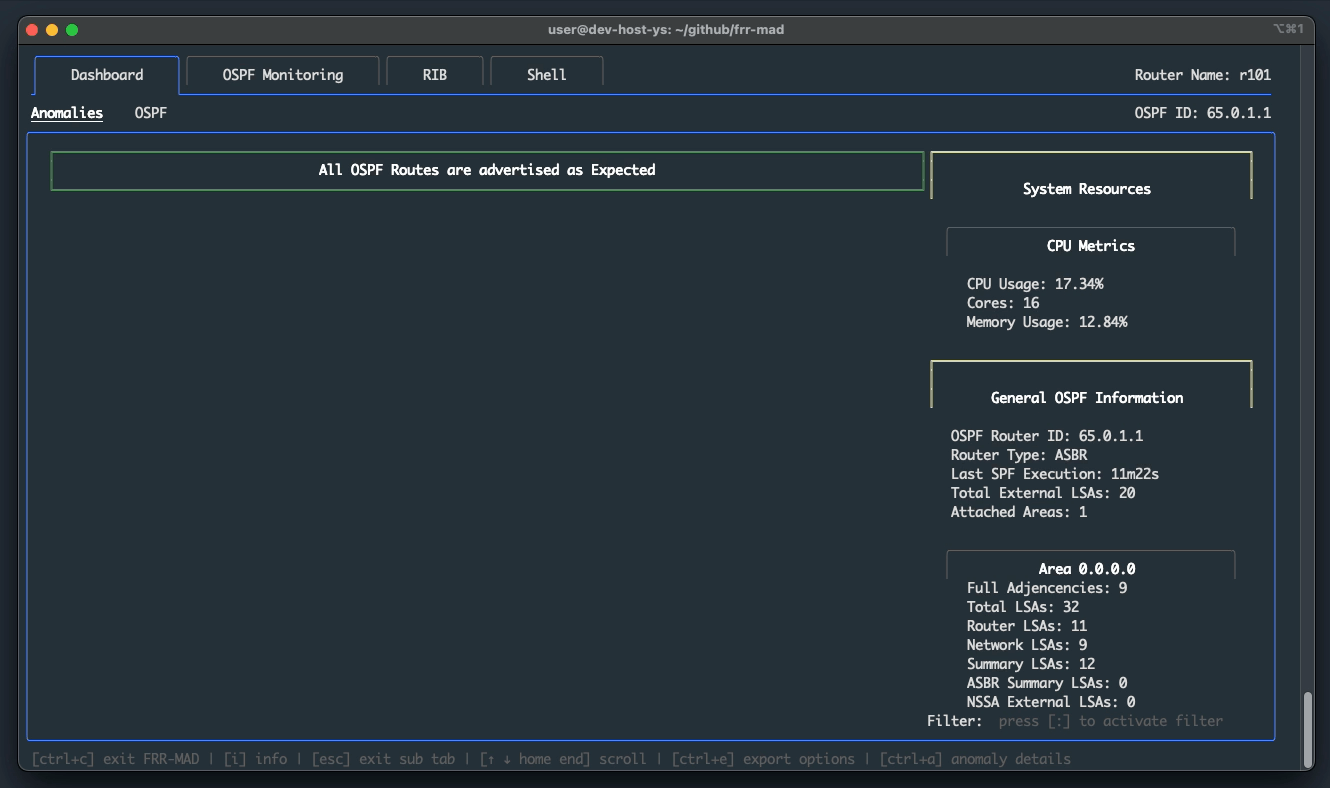 user@dev-host-ys: ~/github/frr-mad
⌥⌘1
Dashboard OSPF Monitoring RIB Shell Router Name: r101
Anomalies OSPF OSPF ID: 65.0.1.1
All OSPF Routes are advertised as Expected
System Resources
CPU Metrics
CPU Usage: 17.34%
Cores: 16
Memory Usage: 12.84%
General OSPF Information
OSPF Router ID: 65.0.1.1
Router Type: ASBR
Last SPF Execution: 11m22s
Total External LSAs: 20
Attached Areas: 1
Area 0.0.0.0
Full Adjencencies: 9
Total LSAs: 32
Router LSAs: 11
Network LSAs: 9
Summary LSAs: 12
ASBR Summary LSAs: 0
NSSA External LSAs: 0
Filter: press [:] to activate filter
[ctrl+c] exit FRR-MAD | [i] info | [esc] exit sub tab | [↑ ↓ home end] scroll | [ctrl+e] export options | [ctrl+a] anomaly details